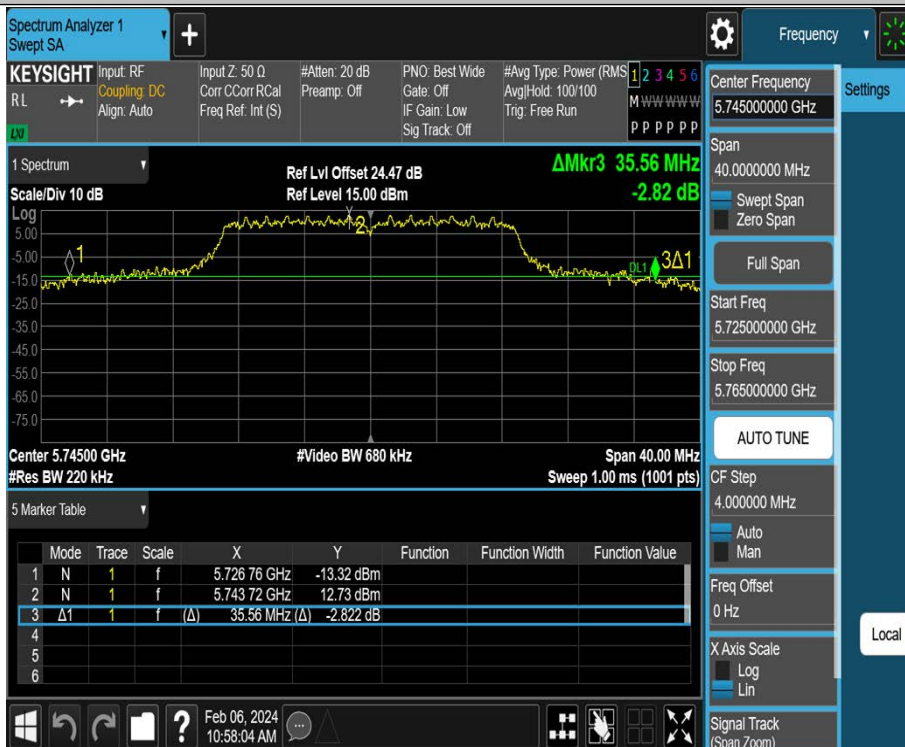 Spectrum Analyzer 1
Swept SA
+
Frequency
KEYSIGHT
RL
LXI
Input: RF
Coupling: DC
Align: Auto
Input Z: 50 Ω
Corr CCorr RCal
Freq Ref: Int (S)
#Atten: 20 dB
Preamp: Off
PNO: Best Wide
Gate: Off
IF Gain: Low
Sig Track: Off
#Avg Type: Power (RMS
Avg|Hold: 100/100
Trig: Free Run
1 2 3 4 5 6
M W W W W W
P P P P P P
1 Spectrum
Scale/Div 10 dB
Ref Lvl Offset 24.47 dB
Ref Level 15.00 dBm
ΔMkr3 35.56 MHz
-2.82 dB
Log
5.00
-5.00
-15.0
-25.0
-35.0
-45.0
-55.0
-65.0
-75.0
1
2
DL1
3Δ1
Center 5.74500 GHz
#Video BW 680 kHz
Span 40.00 MHz
#Res BW 220 kHz
Sweep 1.00 ms (1001 pts)
5 Marker Table
Mode Trace Scale X Y Function Function Width Function Value
1 N 1 f 5.726 76 GHz -13.32 dBm
2 N 1 f 5.743 72 GHz 12.73 dBm
3 Δ1 1 f (Δ) 35.56 MHz (Δ) -2.822 dB
4
5
6
?
Feb 06, 2024
10:58:04 AM
Center Frequency
5.745000000 GHz
Settings
Span
40.0000000 MHz
Swept Span
Zero Span
Full Span
Start Freq
5.725000000 GHz
Stop Freq
5.765000000 GHz
AUTO TUNE
CF Step
4.000000 MHz
Auto
Man
Freq Offset
0 Hz
X Axis Scale
Log
Lin
Local
Signal Track
(Span Zoom)